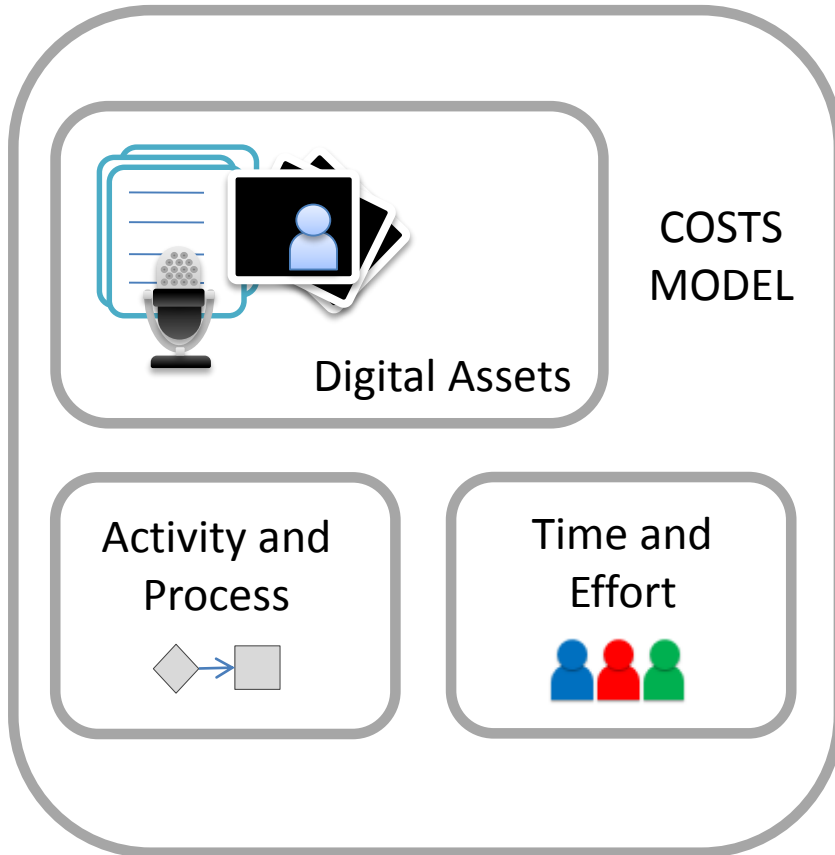 COSTS
MODEL
Digital Assets
Activity and
Process
Time and
Effort